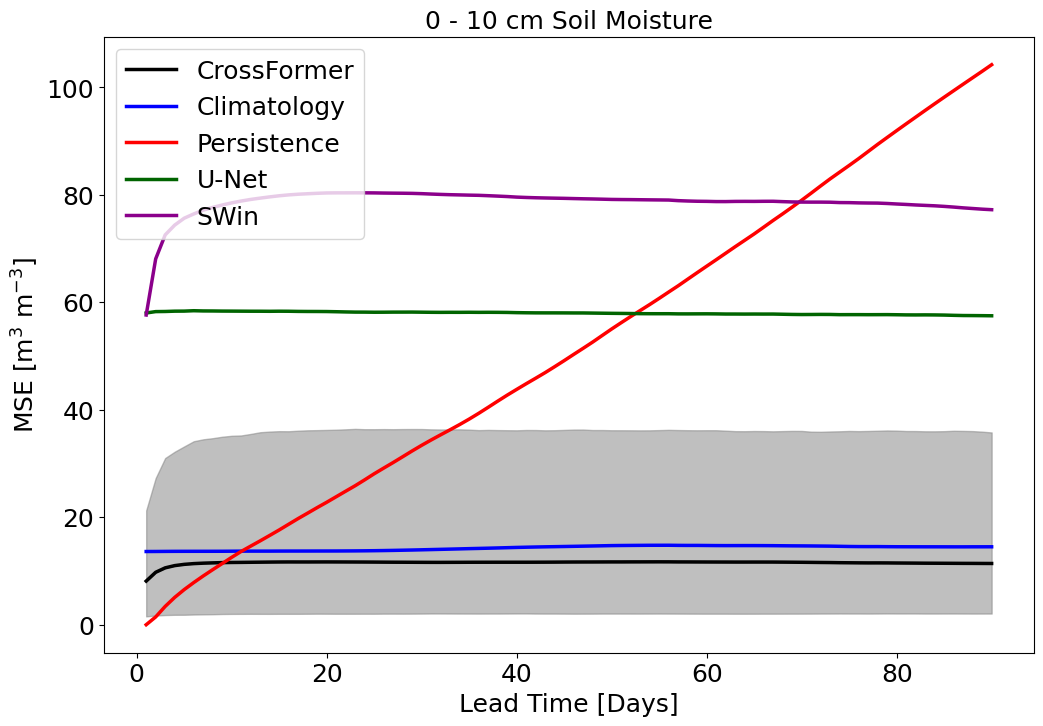 0 - 10 cm Soil Moisture
CrossFormer
Climatology
Persistence
U-Net
SWin
MSE [m³ m⁻³]
100
80
60
40
20
0
0 20 40 60 80
Lead Time [Days]